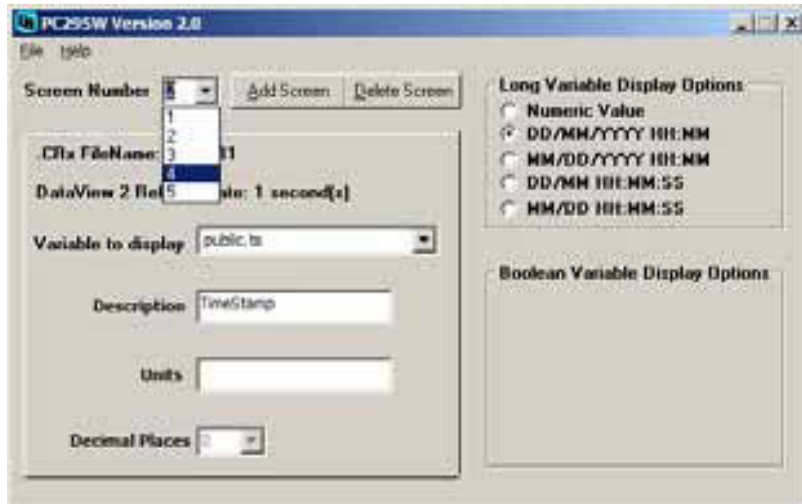 PC295W Version 2.0
File Help
Screen Number Add Screen Delete Screen
1
2
3
4
5
.CRx FileName:
DataView 2 1 second(s)
Variable to display public.ts
Description TimeStamp
Units
Decimal Places
Long Variable Display Options
Numeric Value
DD/MM/YYYY HH:MM
MM/DD/YYYY HH:MM
DD/MM HH:MM:SS
MM/DD HH:MM:SS
Boolean Variable Display Options